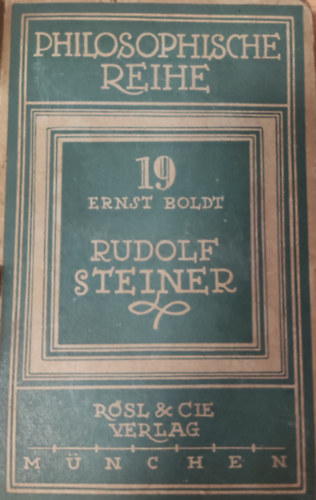 PHILOSOPHISCHE
REIHE
19
ERNST BOLDT
RUDOLF
STEINER
RÖSL & CIE
VERLAG
MÜNCHEN